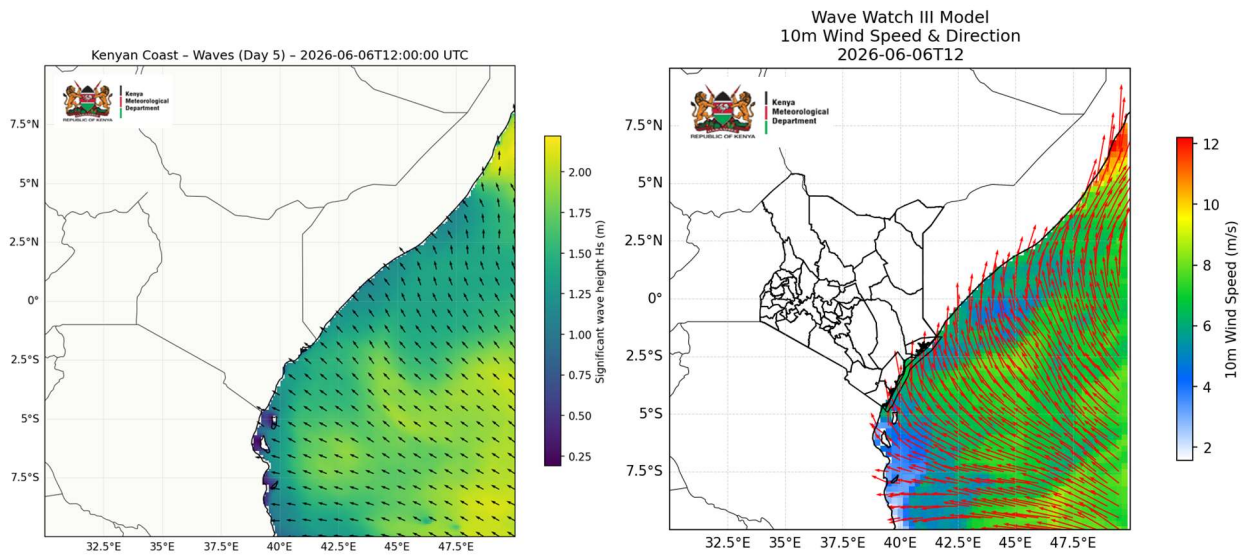 Kenyan Coast – Waves (Day 5) – 2026-06-06T12:00:00 UTC
Kenya
Meteorological
Department
REPUBLIC OF KENYA
7.5°N
5°N
2.5°N
0°
2.5°S
5°S
7.5°S
32.5°E 35°E 37.5°E 40°E 42.5°E 45°E 47.5°E
2.00
1.75
1.50
1.25
1.00
0.75
0.50
0.25
Significant wave height Hs (m)
Wave Watch III Model
10m Wind Speed & Direction
2026-06-06T12
Kenya
Meteorological
Department
REPUBLIC OF KENYA
7.5°N
5°N
2.5°N
0°
2.5°S
5°S
7.5°S
32.5°E 35°E 37.5°E 40°E 42.5°E 45°E 47.5°E
12
10
8
6
4
2
10m Wind Speed (m/s)